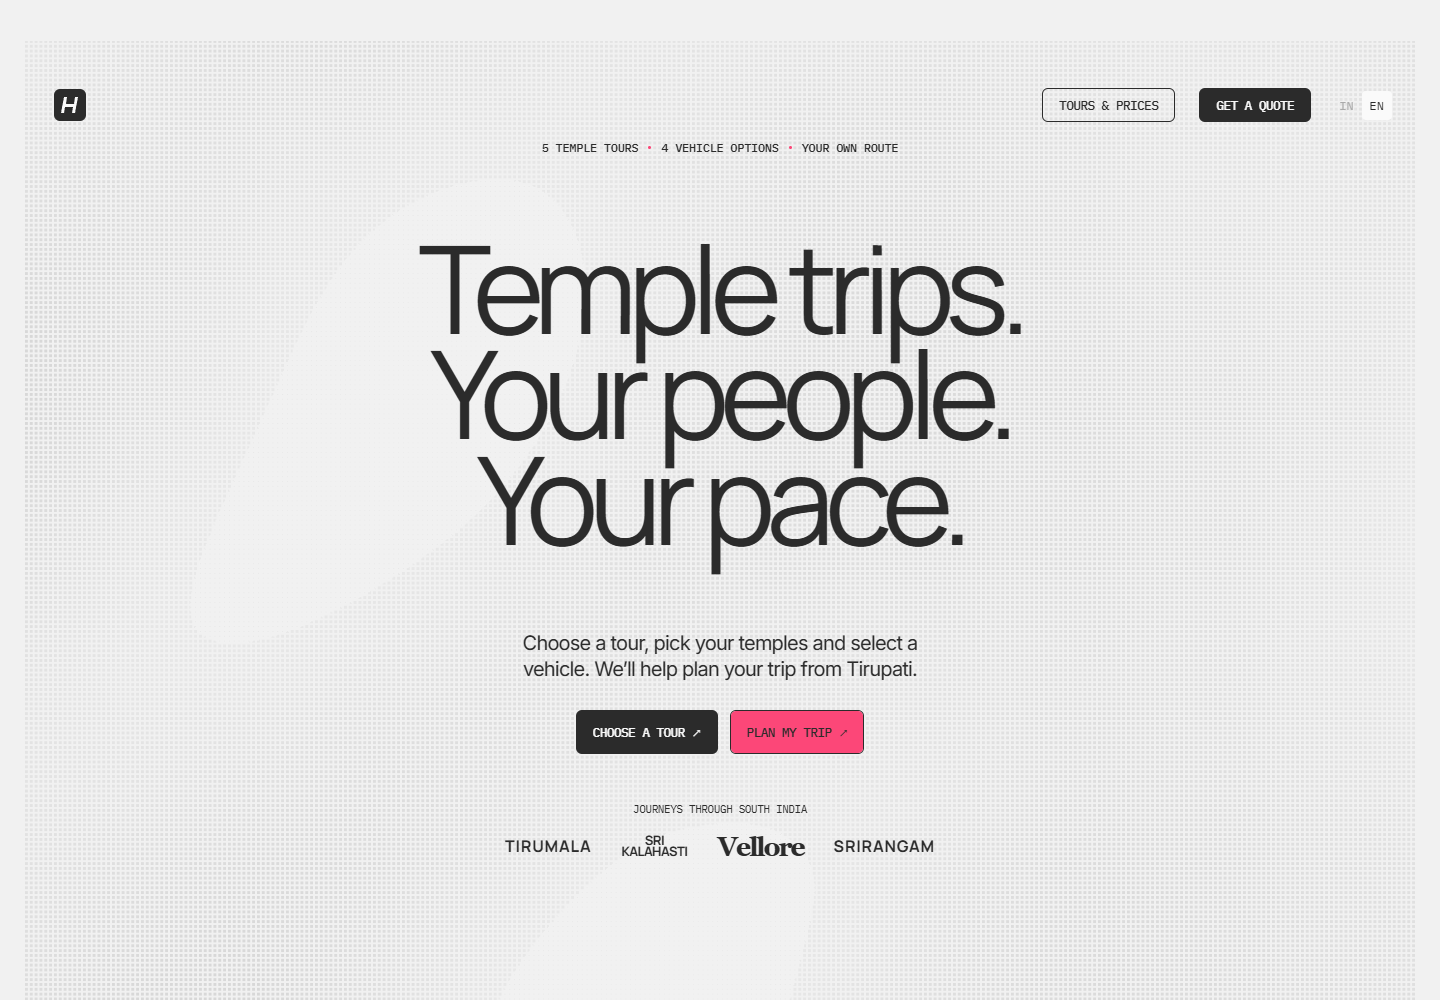 H
TOURS & PRICES
GET A QUOTE
IN
EN
5 TEMPLE TOURS • 4 VEHICLE OPTIONS • YOUR OWN ROUTE
Temple trips.
Your people.
Your pace.
Choose a tour, pick your temples and select a
vehicle. We’ll help plan your trip from Tirupati.
CHOOSE A TOUR ↗
PLAN MY TRIP ↗
JOURNEYS THROUGH SOUTH INDIA
TIRUMALA
SRI
KALAHASTI
Vellore
SRIRANGAM